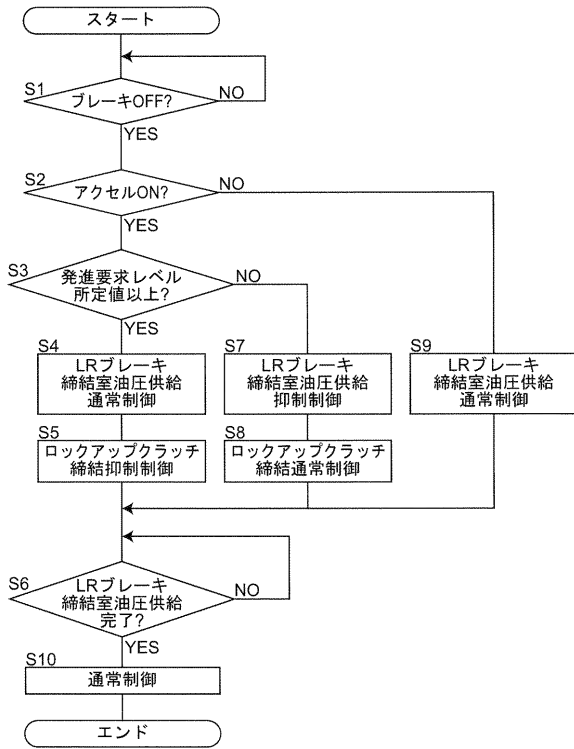 スタート
S1
ブレーキOFF?
NO
YES
S2
アクセルON?
NO
YES
S3
発進要求レベル
所定値以上?
NO
YES
S4
LRブレーキ
締結室油圧供給
通常制御
S7
LRブレーキ
締結室油圧供給
抑制制御
S9
LRブレーキ
締結室油圧供給
通常制御
S5
ロックアップクラッチ
締結抑制制御
S8
ロックアップクラッチ
締結通常制御
S6
LRブレーキ
締結室油圧供給
完了?
NO
YES
S10
通常制御
エンド